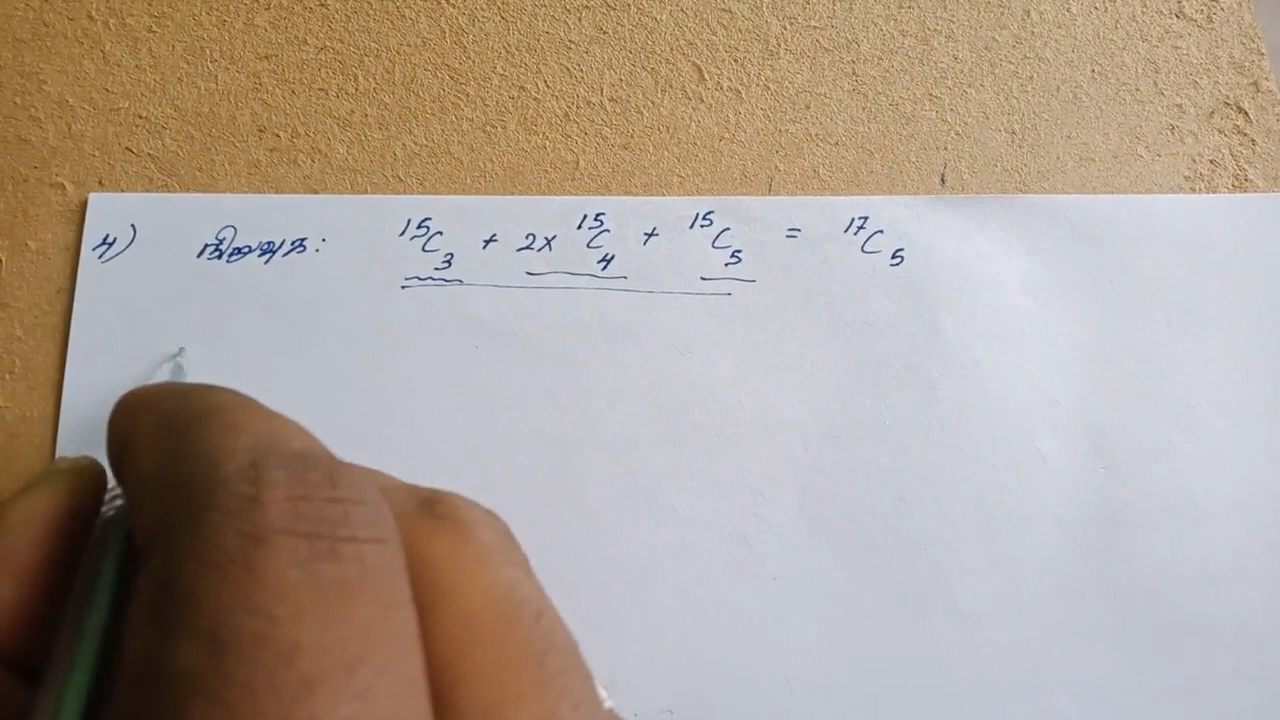 4) நிறுவுக: ¹⁵C₃ + 2x ¹⁵C₄ + ¹⁵C₅ = ¹⁷C₅